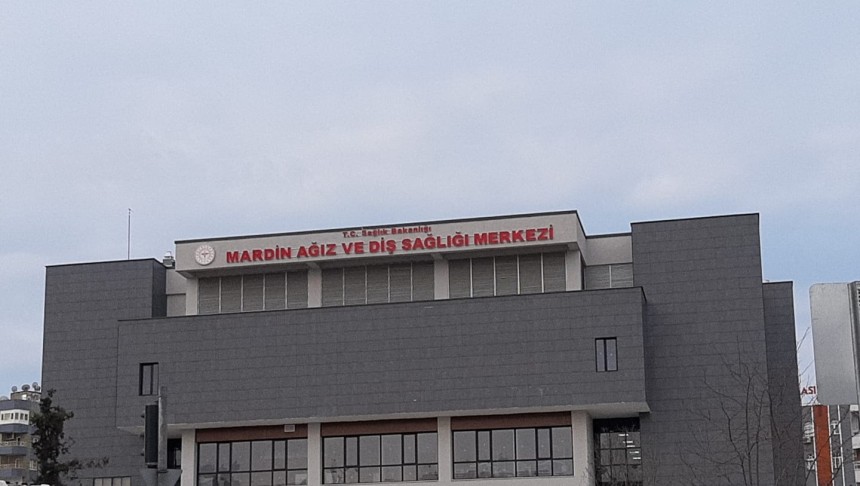 T.C. Sağlık Bakanlığı
MARDİN AĞIZ VE DİŞ SAĞLIĞI MERKEZİ